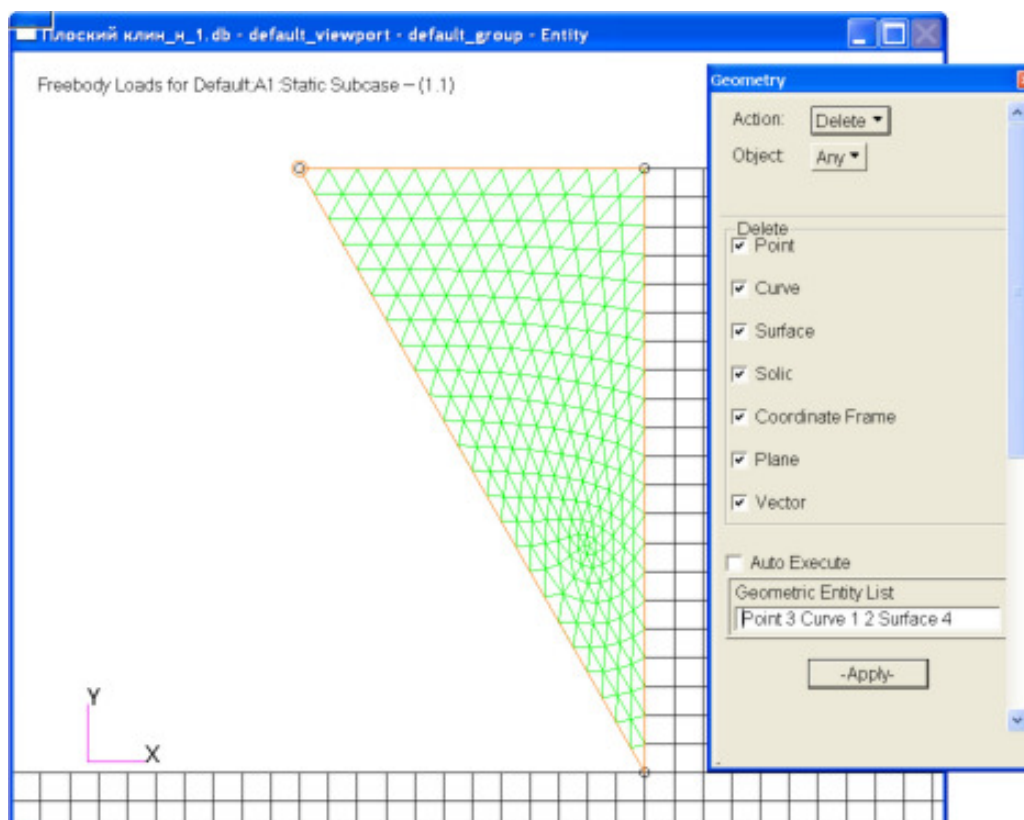 Плоский клин_н_1.db - default_viewport - default_group - Entity
Freebody Loads for Default:A1:Static Subcase – (1.1)
Geometry
Action:
Delete
Object:
Any
Delete
Point
Curve
Surface
Solic
Coordinate Frame
Plane
Vector
Auto Execute
Geometric Entity List
Point 3 Curve 1 2 Surface 4
-Apply-
Y
X